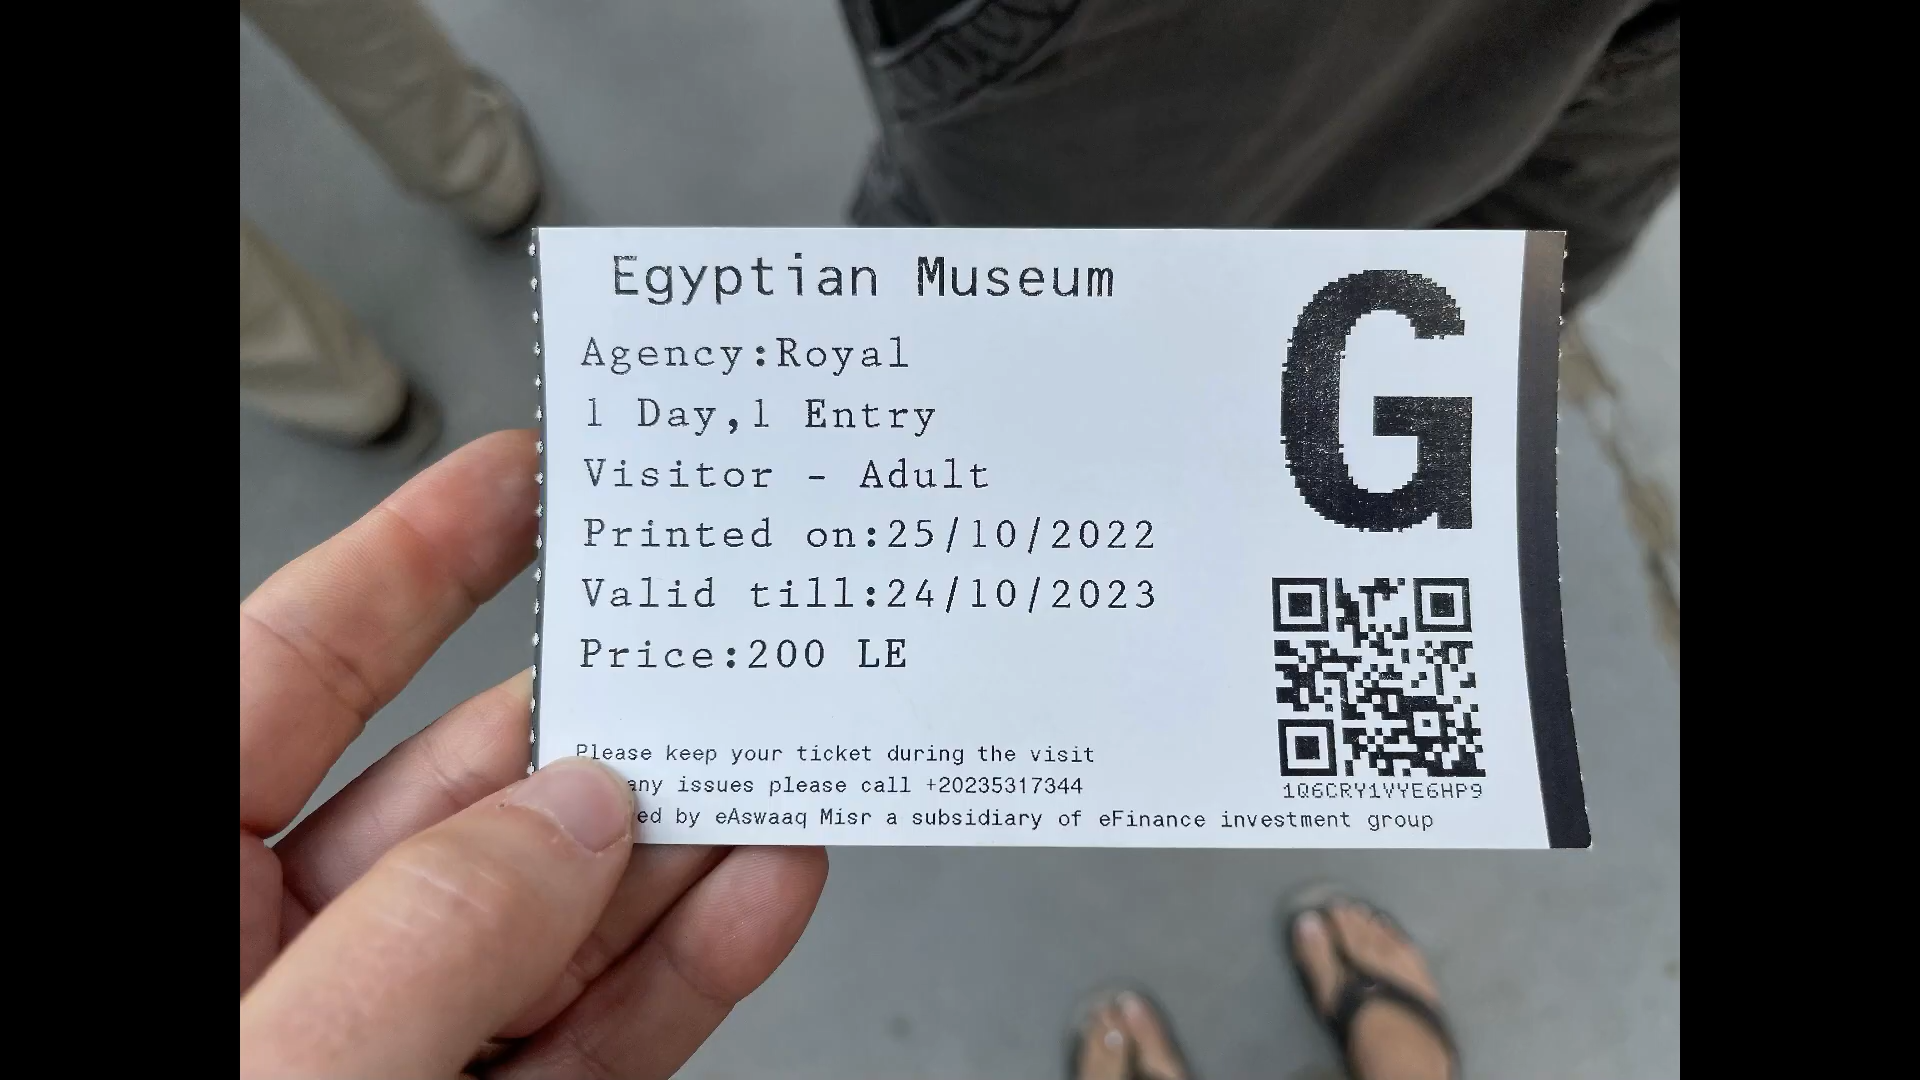 Egyptian Museum
Agency:Royal
1 Day,1 Entry
Visitor - Adult
Printed on:25/10/2022
Valid till:24/10/2023
Price:200 LE
Please keep your ticket during the visit
any issues please call +20235317344
by eAswaaq Misr a subsidiary of eFinance investment group
G
1Q6CRY1VYE6HP9